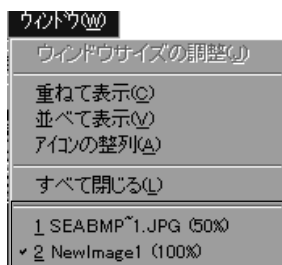 ウィンドウ(W)
ウィンドウサイズの調整(J)
重ねて表示(C)
並べて表示(V)
アイコンの整列(A)
すべて閉じる(L)
1 SEABMP~1.JPG (50%)
✔2 NewImage1 (100%)